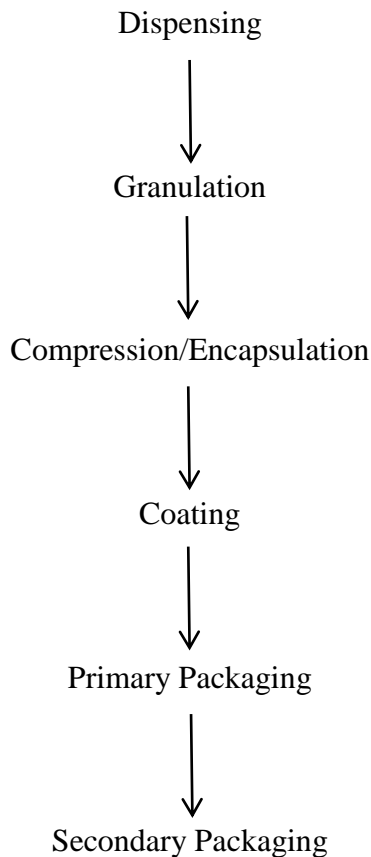 Dispensing
Granulation
Compression/Encapsulation
Coating
Primary Packaging
Secondary Packaging